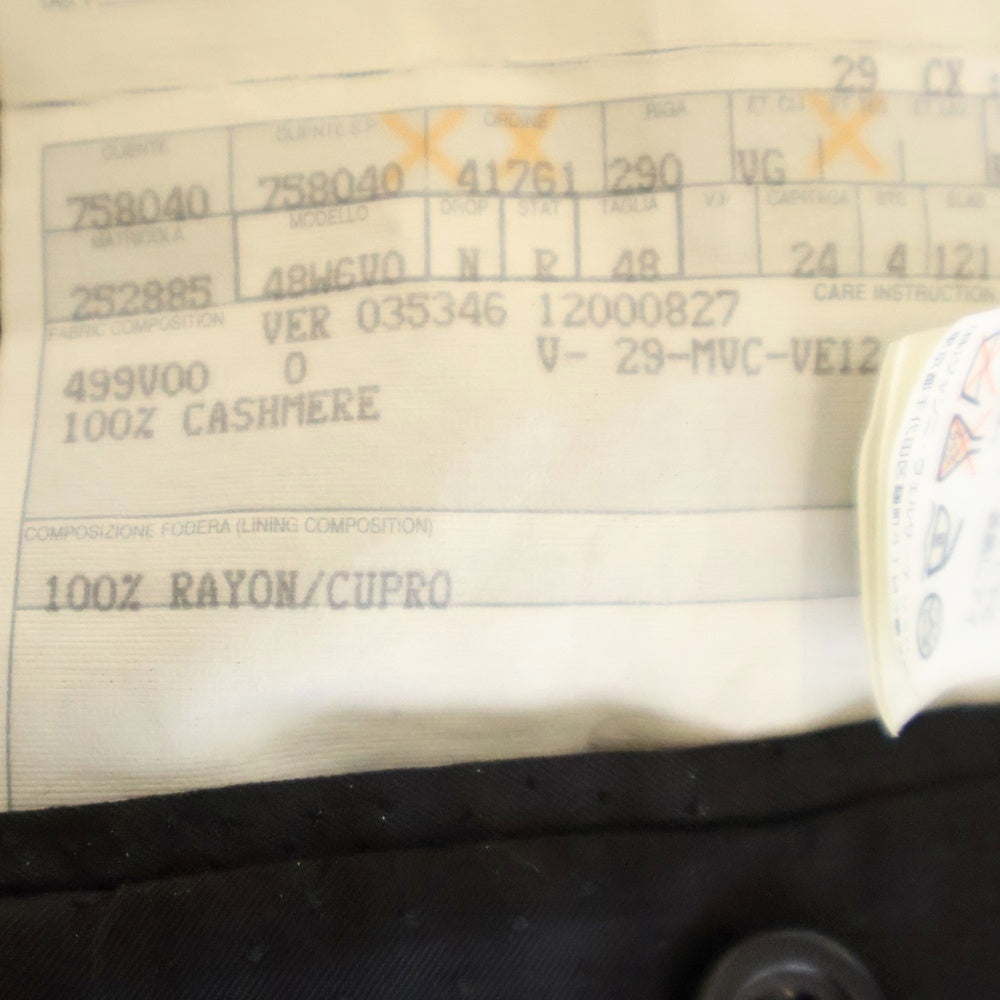 29 CX
CLIENTE CLIENTE S.P. ORDINE RIGA
758040 758040 41761 290 VG
MATRICOLA MODELLO DROP STAT TAGLIA V.P.
252885 48W6V0 N R 48 24 4 121
FABRIC COMPOSITION VER 035346 12000827 CARE INSTRUCTION
499V00 0 V- 29-MVC-VE12
100% CASHMERE
COMPOSIZIONE FODERA (LINING COMPOSITION)
100% RAYON/CUPRO